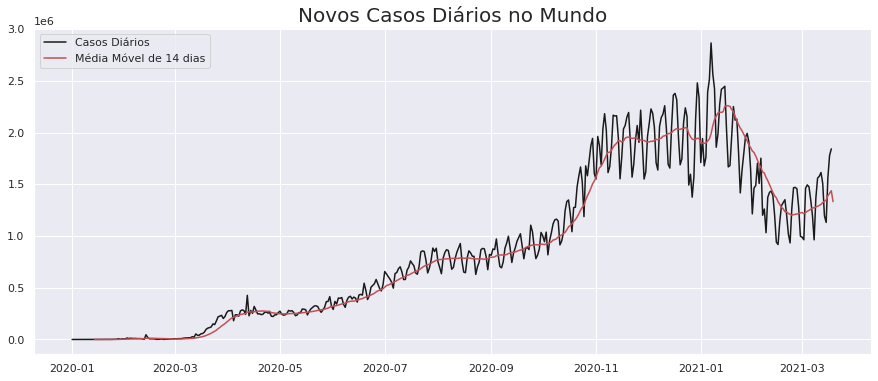 Novos Casos Diários no Mundo
1e6
3.0
Casos Diários
Média Móvel de 14 dias
2.5
2.0
1.5
1.0
0.5
0.0
2020-01 2020-03 2020-05 2020-07 2020-09 2020-11 2021-01 2021-03